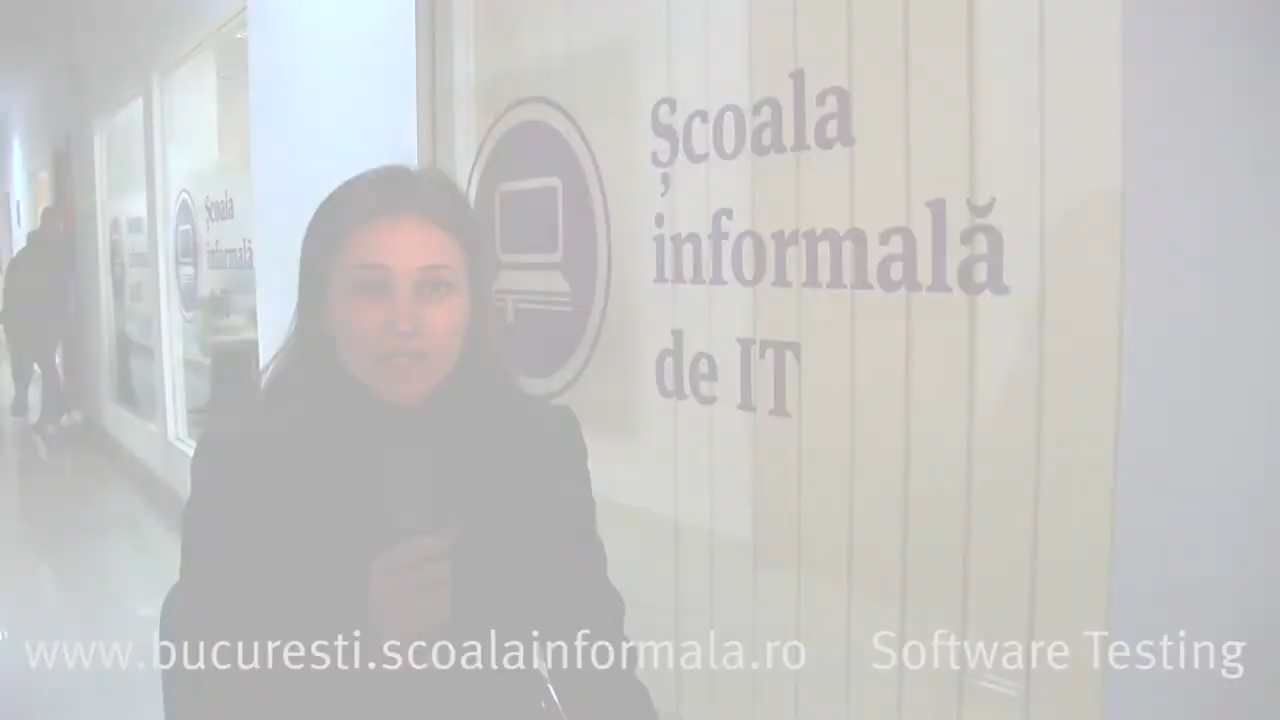 Școala
informală
de IT
Școala
informală
www.bucuresti.scoalainformala.ro Software Testing